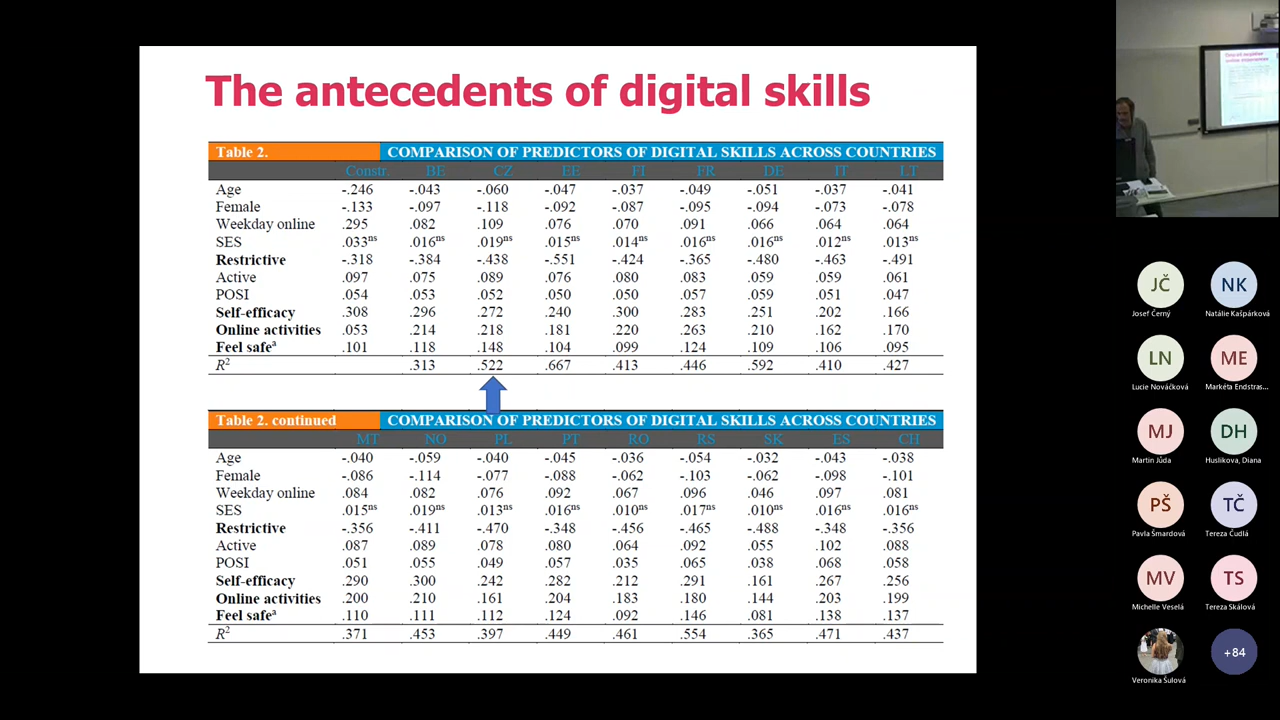 The antecedents of digital skills
Table 2. COMPARISON OF PREDICTORS OF DIGITAL SKILLS ACROSS COUNTRIES
Constr. BE CZ EE FI FR DE IT LT
Age -.246 -.043 -.060 -.047 -.037 -.049 -.051 -.037 -.041
Female -.133 -.097 -.118 -.092 -.087 -.095 -.094 -.073 -.078
Weekday online .295 .082 .109 .076 .070 .091 .066 .064 .064
SES .033ns .016ns .019ns .015ns .014ns .016ns .016ns .012ns .013ns
Restrictive -.318 -.384 -.438 -.551 -.424 -.365 -.480 -.463 -.491
Active .097 .075 .089 .076 .080 .083 .059 .059 .061
POSI .054 .053 .052 .050 .050 .057 .059 .051 .047
Self-efficacy .308 .296 .272 .240 .300 .283 .251 .202 .166
Online activities .053 .214 .218 .181 .220 .263 .210 .162 .170
Feel safea .101 .118 .148 .104 .099 .124 .109 .106 .095
R2 .313 .522 .667 .413 .446 .592 .410 .427
Table 2. continued COMPARISON OF PREDICTORS OF DIGITAL SKILLS ACROSS COUNTRIES
MT NO PL PT RO RS SK ES CH
Age -.040 -.059 -.040 -.045 -.036 -.054 -.032 -.043 -.038
Female -.086 -.114 -.077 -.088 -.062 -.103 -.062 -.098 -.101
Weekday online .084 .082 .076 .092 .067 .096 .046 .097 .081
SES .015ns .019ns .013ns .016ns .010ns .017ns .010ns .016ns .016ns
Restrictive -.356 -.411 -.470 -.348 -.456 -.465 -.488 -.348 -.356
Active .087 .089 .078 .080 .064 .092 .055 .102 .088
POSI .051 .055 .049 .057 .035 .065 .038 .068 .058
Self-efficacy .290 .300 .242 .282 .212 .291 .161 .267 .256
Online activities .200 .210 .161 .204 .183 .180 .144 .203 .199
Feel safea .110 .111 .112 .124 .092 .146 .081 .138 .137
R2 .371 .453 .397 .449 .461 .554 .365 .471 .437
JČ NK
Josef Černý Natálie Kašpárková
LN ME
Lucie Nováčková Markéta Endstras...
MJ DH
Martin Jůda Huslikova, Diana
PŠ TČ
Pavla Šmardová Tereza Čudlá
MV TS
Michelle Veselá Tereza Skálová
+84
Veronika Šulová